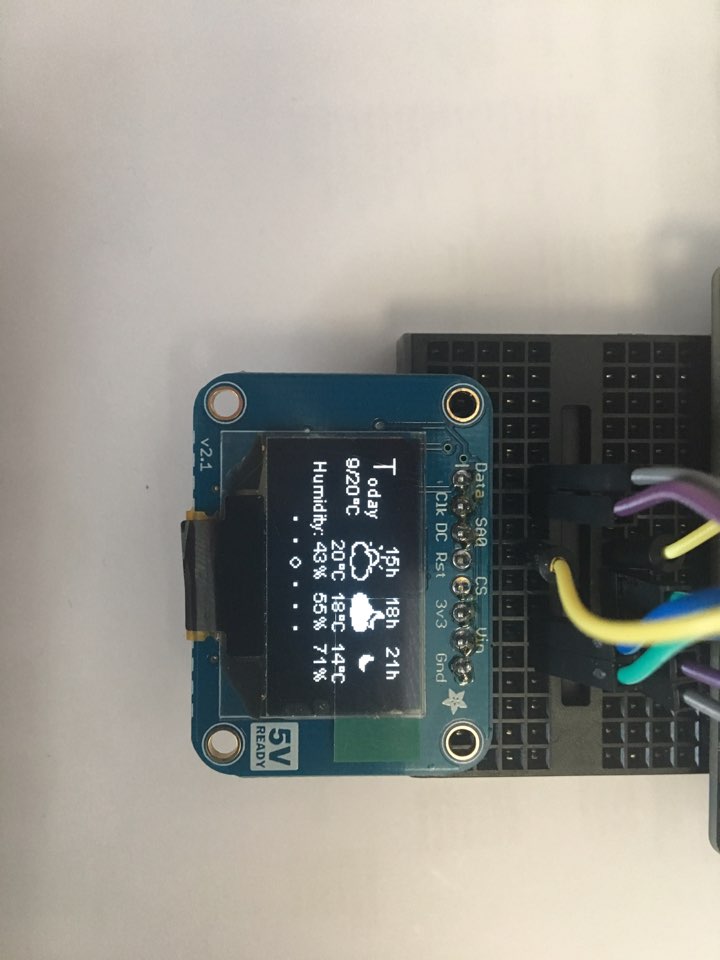 Data SA0 CS Vin
Clk DC Rst 3v3 Gnd
15h 18h 21h
Today
9/20°C 20°C 18°C 14°C
Humidity: 43% 55% 71%
v2.1
5V
READY